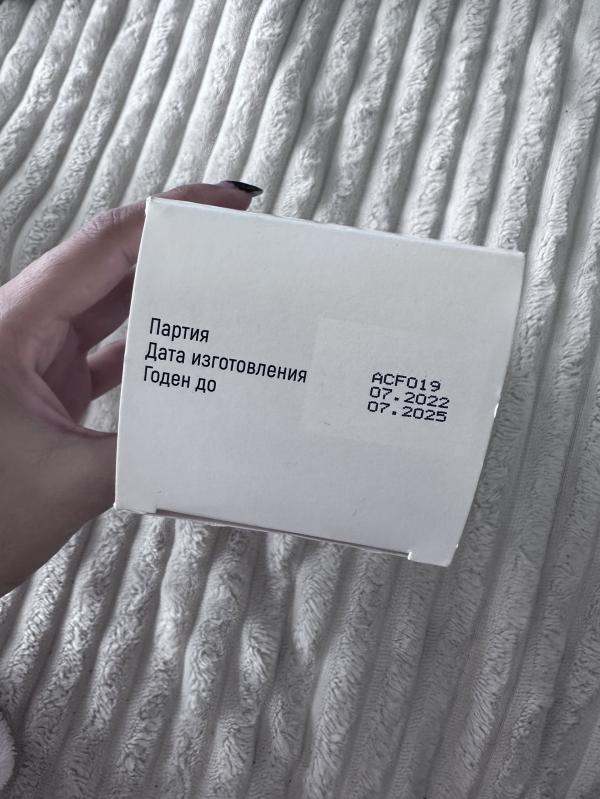 Партия
Дата изготовления
Годен до
ACF019
07.2022
07.2025